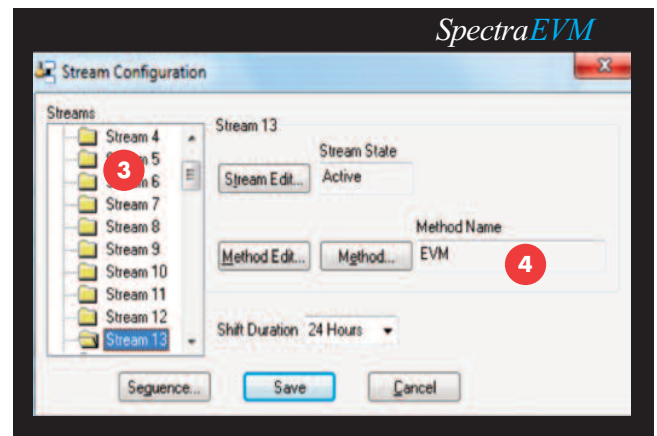 SpectraEVM
Stream Configuration
Streams
Stream 4
5
Stream 6
Stream 7
Stream 8
Stream 9
Stream 10
Stream 11
Stream 12
Stream 13
3
Stream 13
Stream State
Stream Edit...
Active
Method Name
Method Edit...
Method...
EVM
4
Shift Duration
24 Hours
Sequence...
Save
Cancel